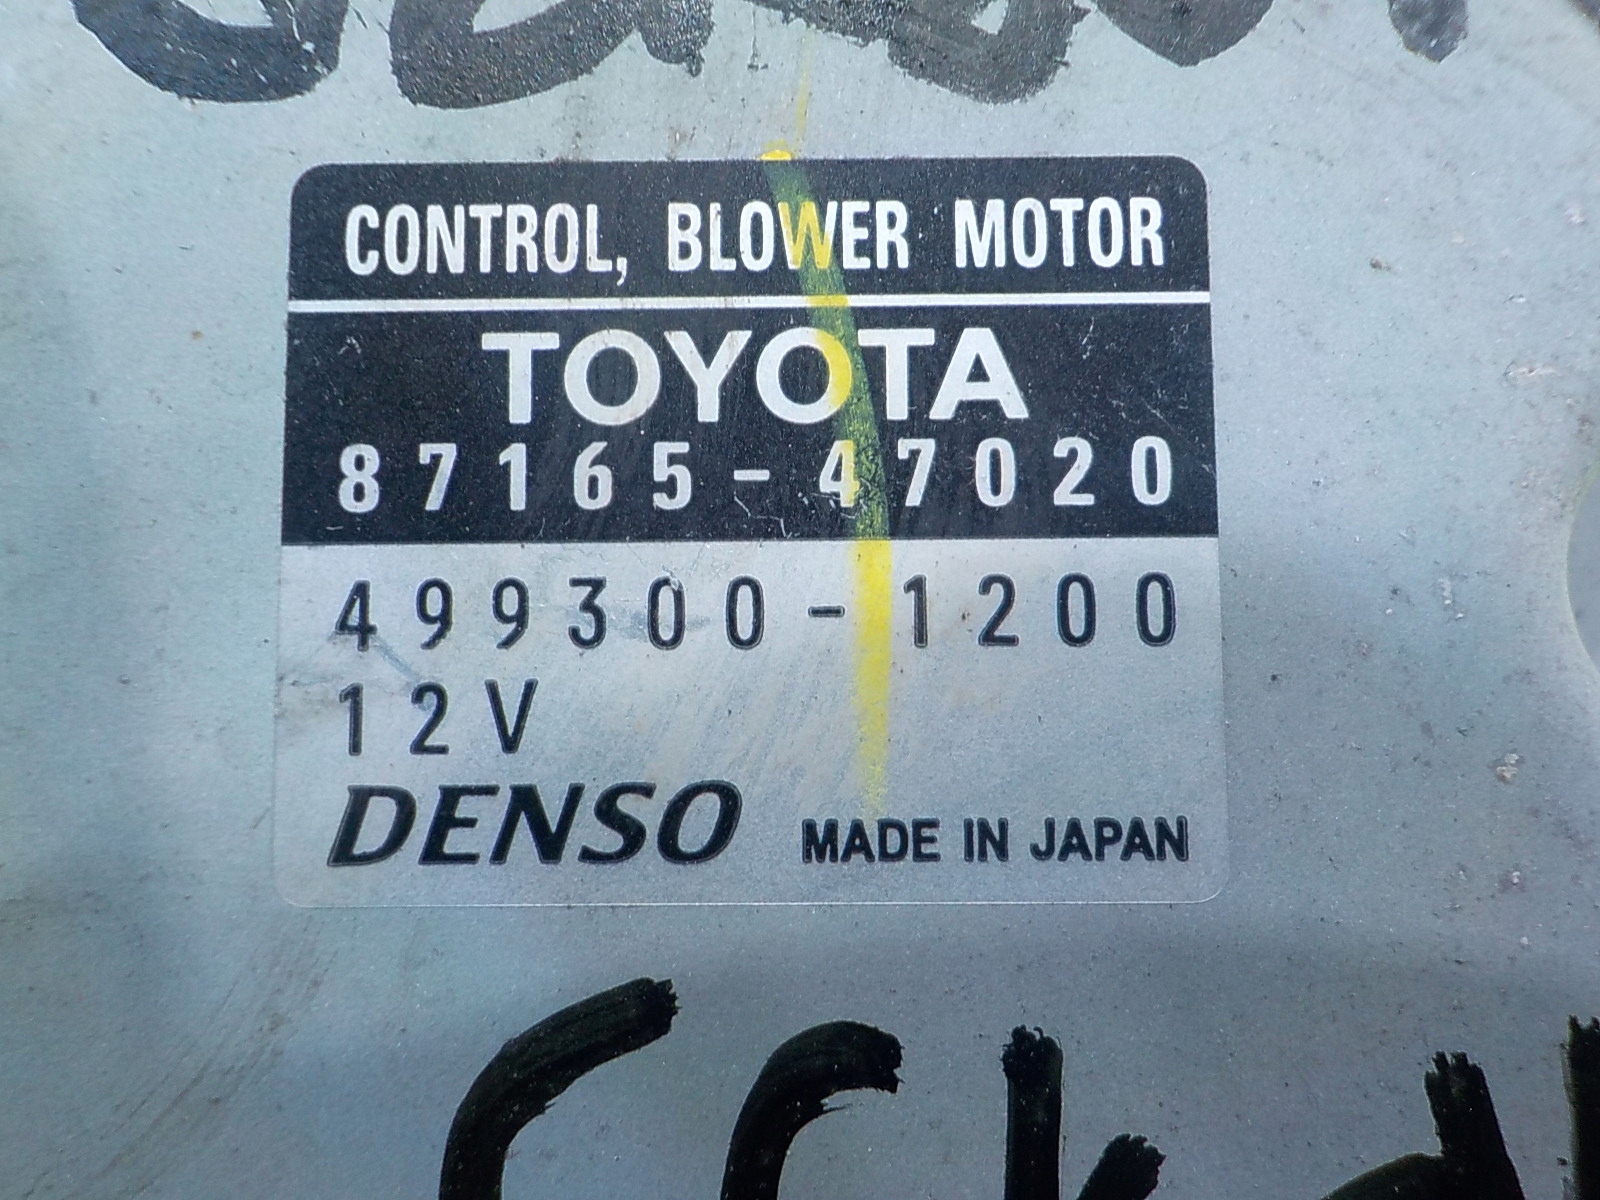 CONTROL, BLOWER MOTOR
TOYOTA
87165-47020
499300-1200
12V
DENSO MADE IN JAPAN